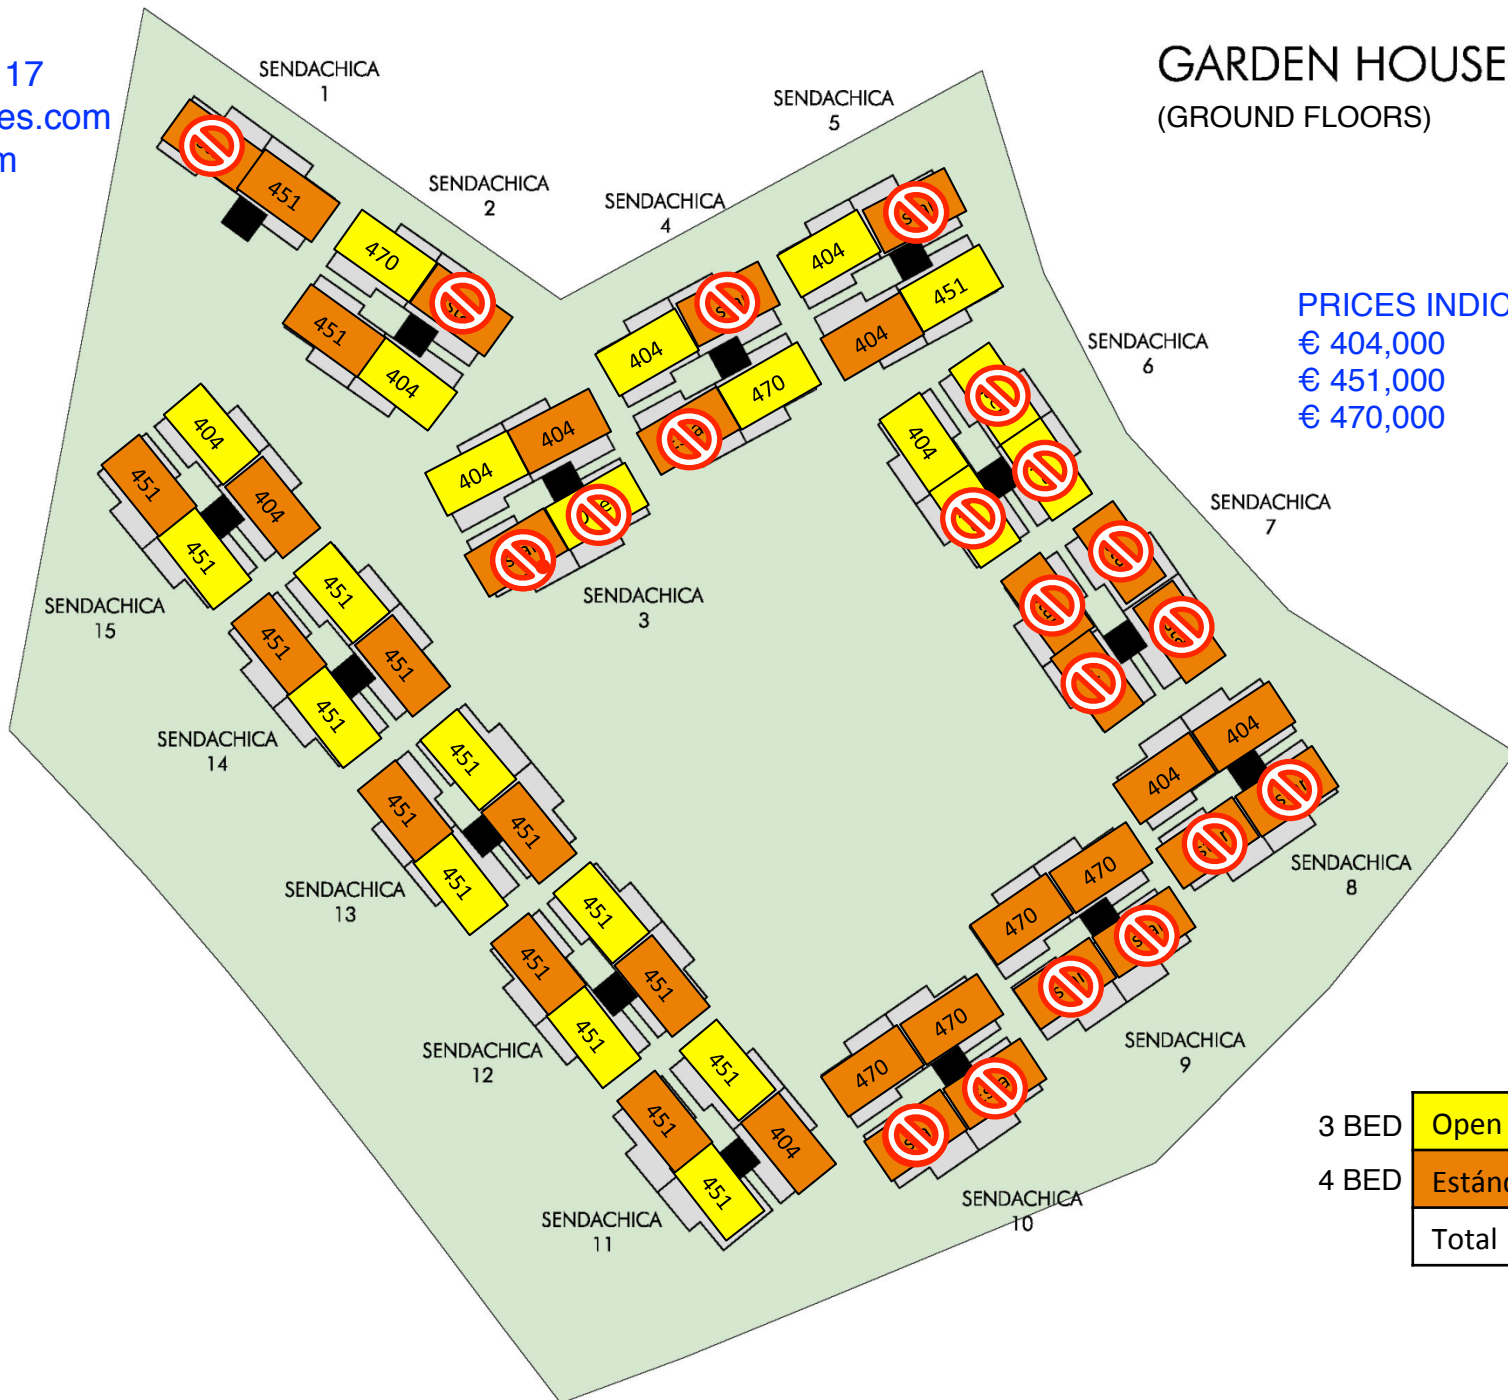 17
es.com
m
GARDEN HOUSE
(GROUND FLOORS)
SENDACHICA
1
SENDACHICA
2
SENDACHICA
4
SENDACHICA
5
SENDACHICA
6
SENDACHICA
7
PRICES INDIC
€ 404,000
€ 451,000
€ 470,000
451
470
451
404
404
470
404
451
404
404
404
404
SENDACHICA
3
404
451
404
451
SENDACHICA
15
451
451
451
451
SENDACHICA
14
451
451
451
451
SENDACHICA
13
451
451
451
451
SENDACHICA
12
451
451
404
451
SENDACHICA
11
404
404
SENDACHICA
8
470
470
SENDACHICA
9
470
470
SENDACHICA
10
3 BED Open
4 BED Estánd
Total